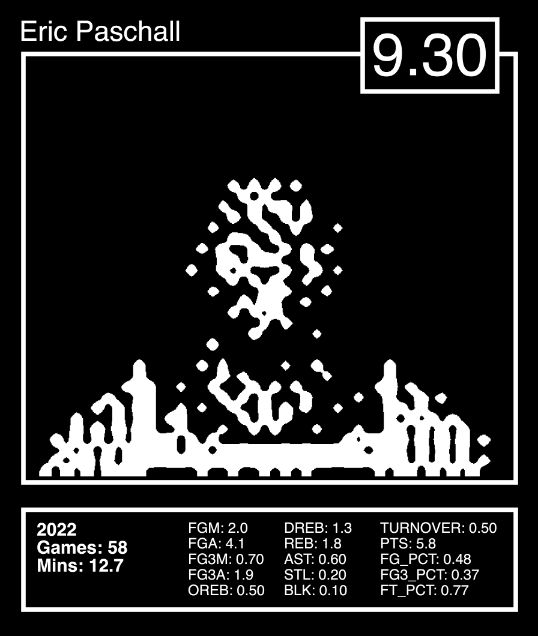 Eric Paschall
9.30
2022
Games: 58
Mins: 12.7
FGM: 2.0
FGA: 4.1
FG3M: 0.70
FG3A: 1.9
OREB: 0.50
DREB: 1.3
REB: 1.8
AST: 0.60
STL: 0.20
BLK: 0.10
TURNOVER: 0.50
PTS: 5.8
FG_PCT: 0.48
FG3_PCT: 0.37
FT_PCT: 0.77